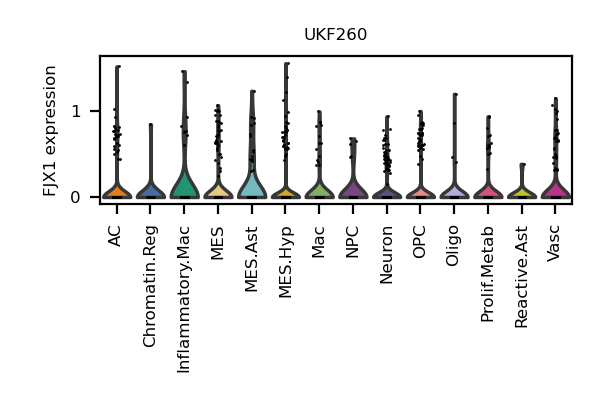 UKF260
FJX1 expression
1
0
AC
Chromatin.Reg
Inflammatory.Mac
MES
MES.Ast
MES.Hyp
Mac
NPC
Neuron
OPC
Oligo
Prolif.Metab
Reactive.Ast
Vasc